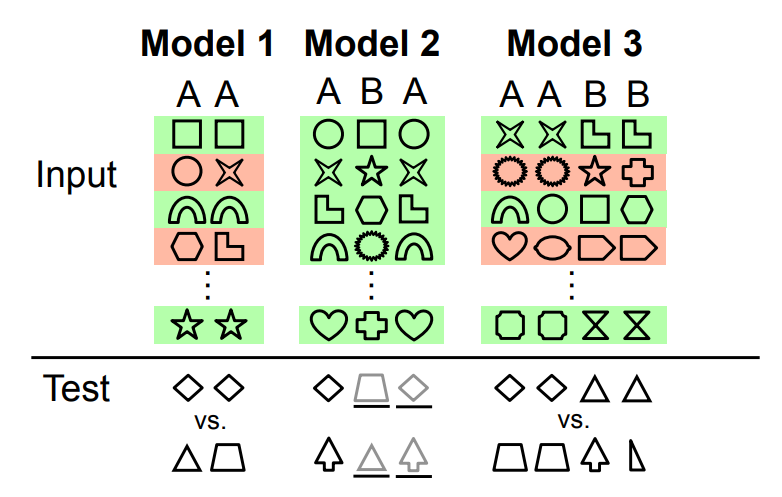 Model 1 Model 2 Model 3
A A A B A A A B B
Input
Test
vs. vs.